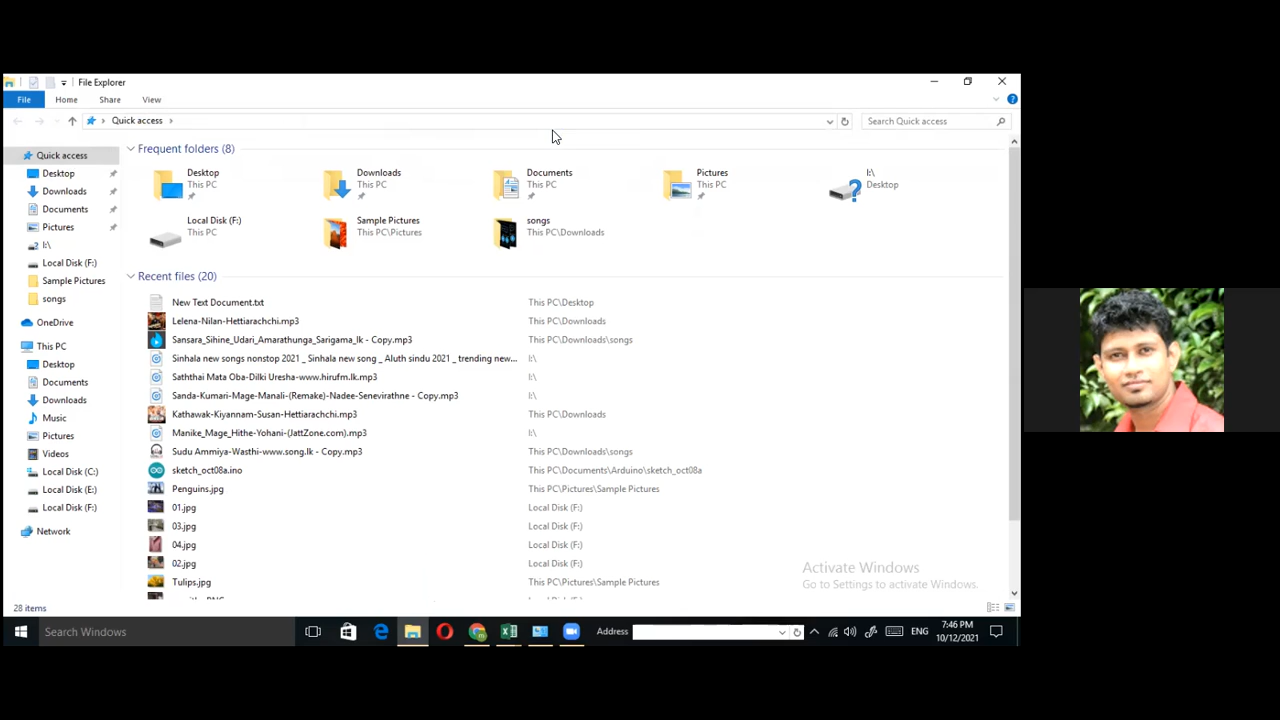 File Explorer
File Home Share View
Quick access
Search Quick access
Quick access
Desktop
Downloads
Documents
Pictures
I:\
Local Disk (F:)
Sample Pictures
songs
OneDrive
This PC
Desktop
Documents
Downloads
Music
Pictures
Videos
Local Disk (C:)
Local Disk (E:)
Local Disk (F:)
Network
Frequent folders (8)
Desktop
This PC
Downloads
This PC
Documents
This PC
Pictures
This PC
I:\
Desktop
Local Disk (F:)
This PC
Sample Pictures
This PC\Pictures
songs
This PC\Downloads
Recent files (20)
New Text Document.txt This PC\Desktop
Lelena-Nilan-Hettiarachchi.mp3 This PC\Downloads
Sansara_Sihine_Udari_Amarathunga_Sarigama_lk - Copy.mp3 This PC\Downloads\songs
Sinhala new songs nonstop 2021 _ Sinhala new song _ Aluth sindu 2021 _ trending new... I:\
Saththai Mata Oba-Dilki Uresha-www.hirufm.lk.mp3 I:\
Sanda-Kumari-Mage-Manali-(Remake)-Nadee-Senevirathne - Copy.mp3 I:\
Kathawak-Kiyannam-Susan-Hettiarachchi.mp3 This PC\Downloads
Manike_Mage_Hithe-Yohani-(JattZone.com).mp3 I:\
Sudu Ammiya-Wasthi-www.song.lk - Copy.mp3 This PC\Downloads\songs
sketch_oct08a.ino This PC\Documents\Arduino\sketch_oct08a
Penguins.jpg This PC\Pictures\Sample Pictures
01.jpg Local Disk (F:)
03.jpg Local Disk (F:)
04.jpg Local Disk (F:)
02.jpg Local Disk (F:)
Tulips.jpg This PC\Pictures\Sample Pictures
Activate Windows
Go to Settings to activate Windows.
28 items
Search Windows
Address
ENG
7:46 PM
10/12/2021